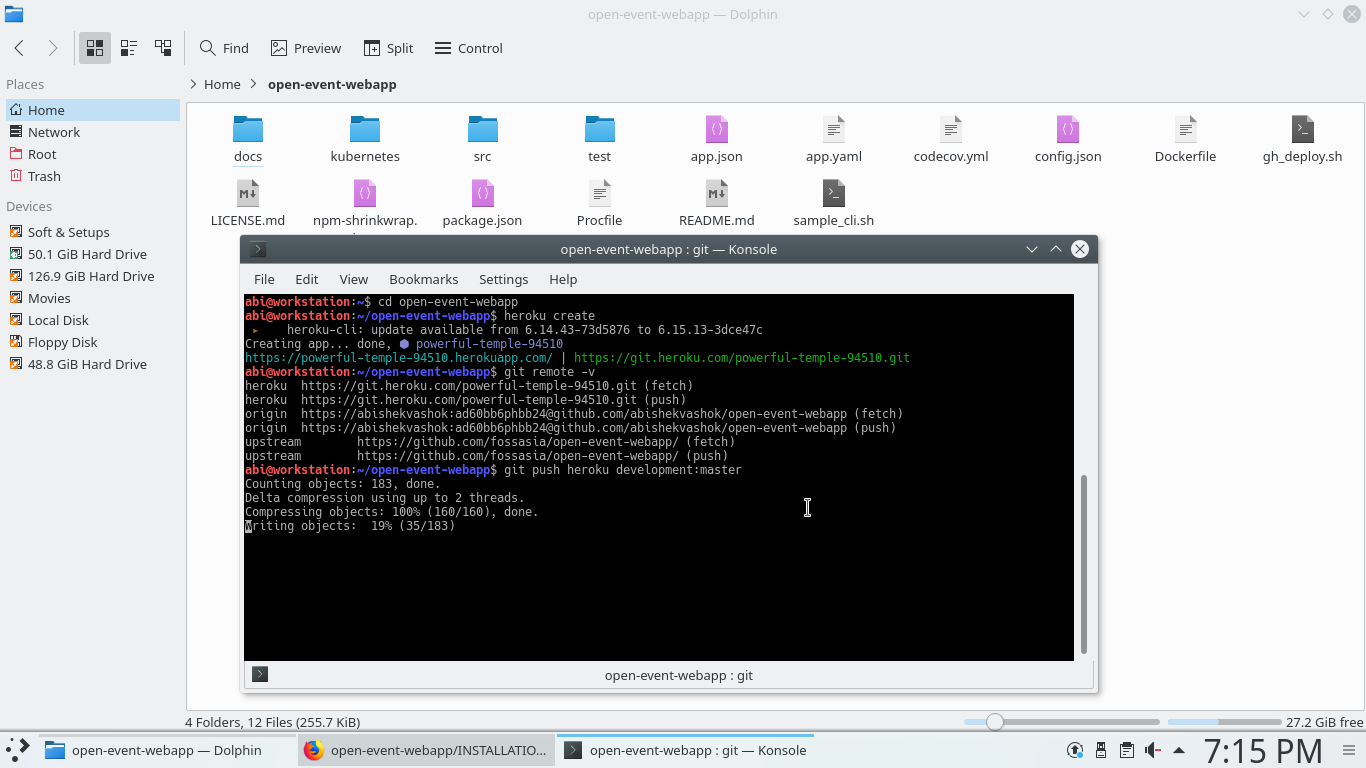 open-event-webapp — Dolphin
Find
Preview
Split
Control
Places
Home
Network
Root
Trash
Devices
Soft & Setups
50.1 GiB Hard Drive
126.9 GiB Hard Drive
Movies
Local Disk
Floppy Disk
48.8 GiB Hard Drive
Home
open-event-webapp
docs
kubernetes
src
test
app.json
app.yaml
codecov.yml
config.json
Dockerfile
gh_deploy.sh
LICENSE.md
npm-shrinkwrap.
package.json
Procfile
README.md
sample_cli.sh
open-event-webapp : git — Konsole
File Edit View Bookmarks Settings Help
abi@workstation:~$ cd open-event-webapp
abi@workstation:~/open-event-webapp$ heroku create
▸    heroku-cli: update available from 6.14.43-73d5876 to 6.15.13-3dce47c
Creating app... done, ⬢ powerful-temple-94510
https://powerful-temple-94510.herokuapp.com/ | https://git.heroku.com/powerful-temple-94510.git
abi@workstation:~/open-event-webapp$ git remote -v
heroku  https://git.heroku.com/powerful-temple-94510.git (fetch)
heroku  https://git.heroku.com/powerful-temple-94510.git (push)
origin  https://abishekvashok:ad60bb6phbb24@github.com/abishekvashok/open-event-webapp (fetch)
origin  https://abishekvashok:ad60bb6phbb24@github.com/abishekvashok/open-event-webapp (push)
upstream        https://github.com/fossasia/open-event-webapp/ (fetch)
upstream        https://github.com/fossasia/open-event-webapp/ (push)
abi@workstation:~/open-event-webapp$ git push heroku development:master
Counting objects: 183, done.
Delta compression using up to 2 threads.
Compressing objects: 100% (160/160), done.
Writing objects:  19% (35/183)
open-event-webapp : git
4 Folders, 12 Files (255.7 KiB)
27.2 GiB free
open-event-webapp — Dolphin
open-event-webapp/INSTALLATIO...
open-event-webapp : git — Konsole
7:15 PM